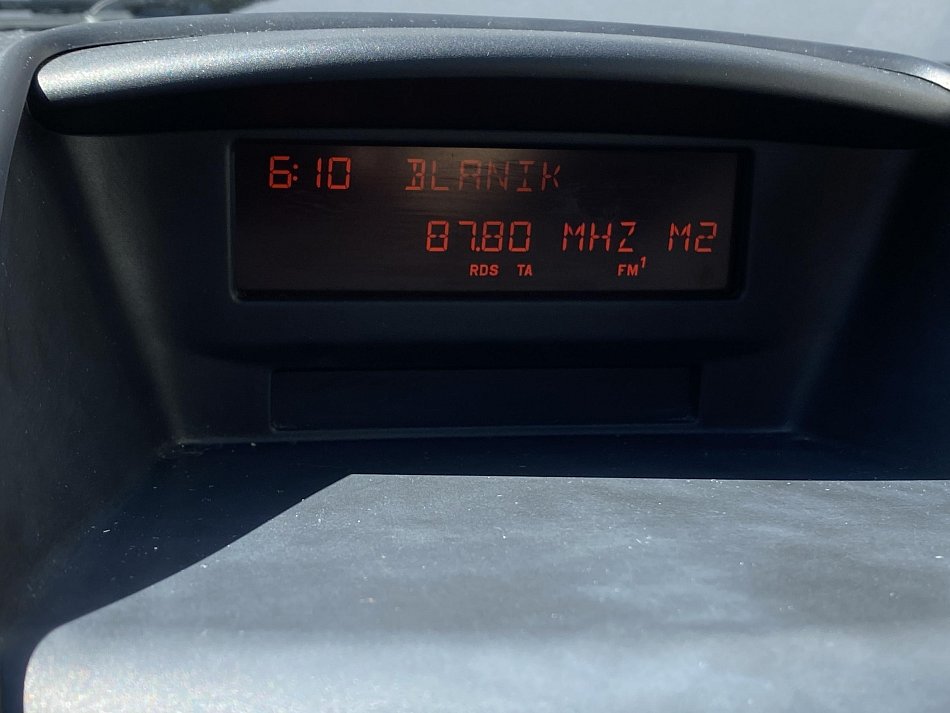 6:10 BLANIK
87.80 MHZ M2
RDS TA FM1